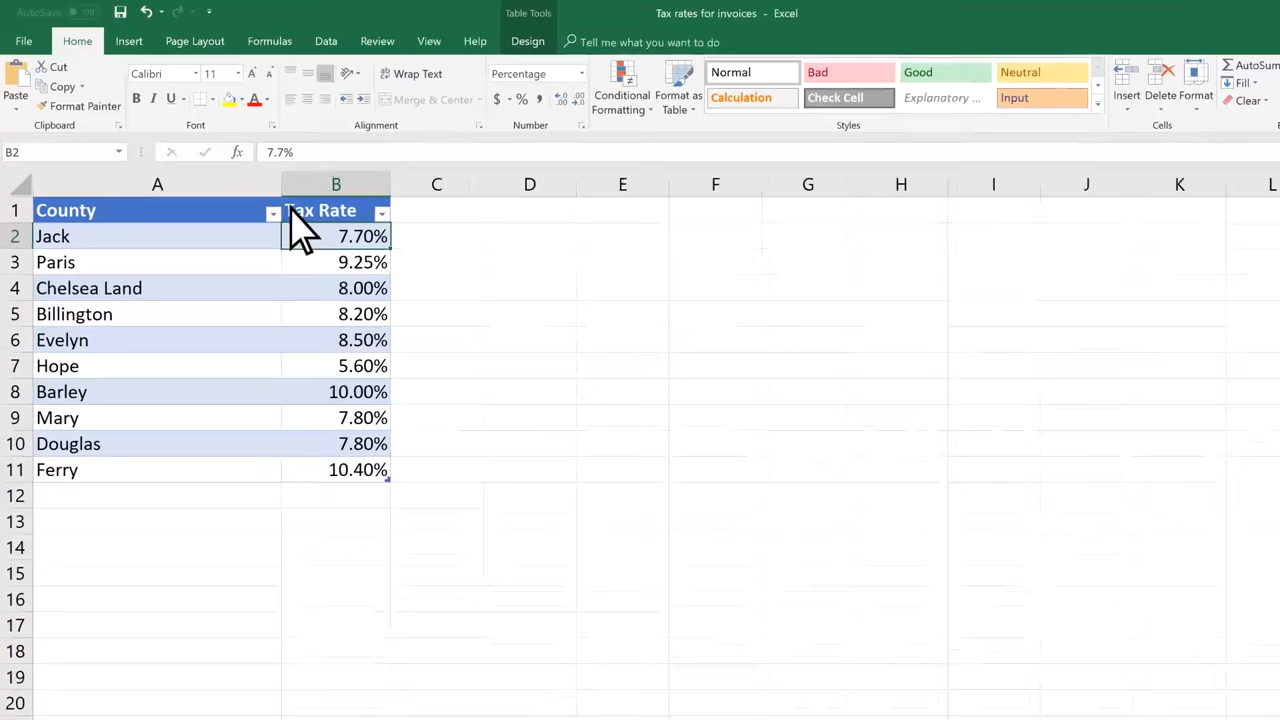 AutoSave Off
Table Tools
Tax rates for invoices - Excel
File Home Insert Page Layout Formulas Data Review View Help Design Tell me what you want to do
Paste
Cut
Copy
Format Painter
Clipboard
Calibri 11 A A
B I U A
Font
Wrap Text
Merge & Center
Alignment
Percentage
$ % ,
Number
Conditional Formatting
Format as Table
Normal Bad Good Neutral
Calculation Check Cell Explanatory ... Input
Styles
Insert Delete Format
Cells
AutoSum
Fill
Clear
B2 fx 7.7%
A B C D E F G H I J K L
1 County Tax Rate
2 Jack 7.70%
3 Paris 9.25%
4 Chelsea Land 8.00%
5 Billington 8.20%
6 Evelyn 8.50%
7 Hope 5.60%
8 Barley 10.00%
9 Mary 7.80%
10 Douglas 7.80%
11 Ferry 10.40%
12
13
14
15
16
17
18
19
20